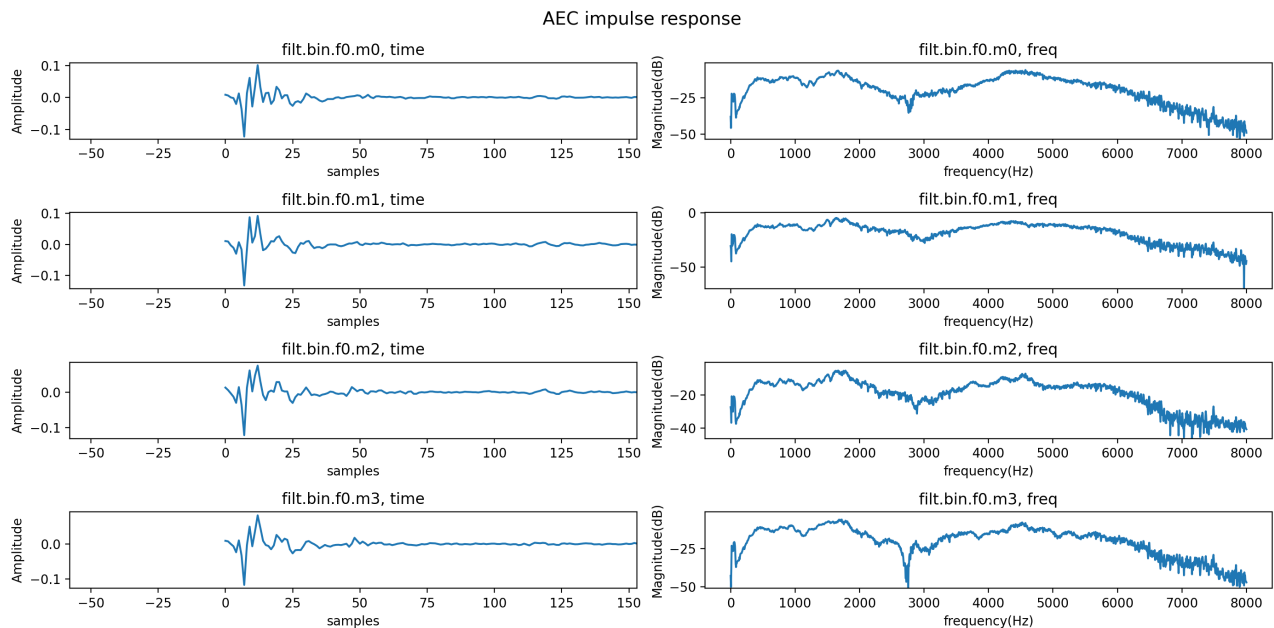 AEC impulse response
filt.bin.f0.m0, time
Amplitude
0.1
0.0
−0.1
−50 −25 0 25 50 75 100 125 150
samples
filt.bin.f0.m0, freq
Magnitude(dB)
−25
−50
0 1000 2000 3000 4000 5000 6000 7000 8000
frequency(Hz)
filt.bin.f0.m1, time
Amplitude
0.1
0.0
−0.1
−50 −25 0 25 50 75 100 125 150
samples
filt.bin.f0.m1, freq
Magnitude(dB)
0
−50
0 1000 2000 3000 4000 5000 6000 7000 8000
frequency(Hz)
filt.bin.f0.m2, time
Amplitude
0.0
−0.1
−50 −25 0 25 50 75 100 125 150
samples
filt.bin.f0.m2, freq
Magnitude(dB)
−20
−40
0 1000 2000 3000 4000 5000 6000 7000 8000
frequency(Hz)
filt.bin.f0.m3, time
Amplitude
0.0
−0.1
−50 −25 0 25 50 75 100 125 150
samples
filt.bin.f0.m3, freq
Magnitude(dB)
−25
−50
0 1000 2000 3000 4000 5000 6000 7000 8000
frequency(Hz)